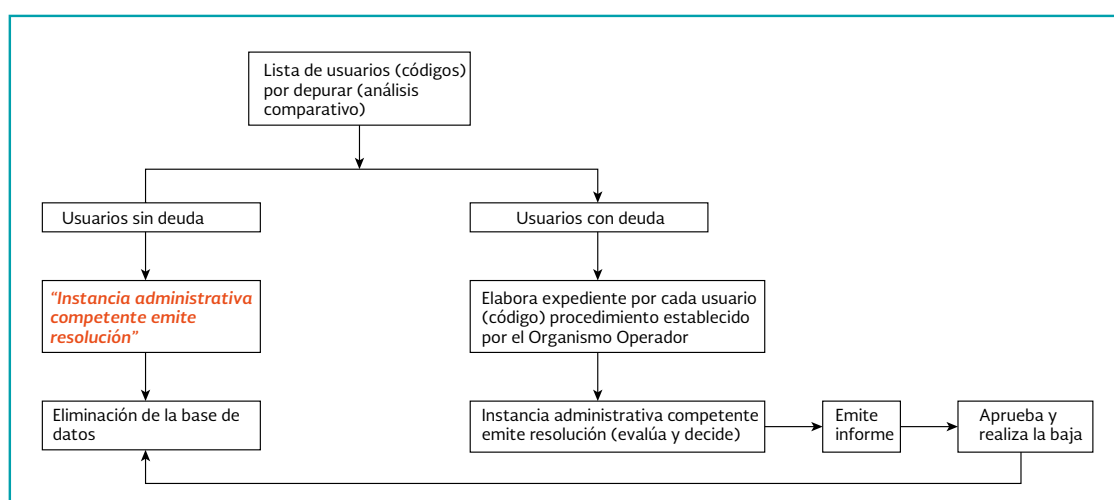 Lista de usuarios (códigos)
por depurar (análisis
comparativo)
Usuarios sin deuda
Usuarios con deuda
“Instancia administrativa
competente emite
resolución”
Elabora expediente por cada usuario
(código) procedimiento establecido
por el Organismo Operador
Eliminación de la base de
datos
Instancia administrativa competente
emite resolución (evalúa y decide)
Emite
informe
Aprueba y
realiza la baja